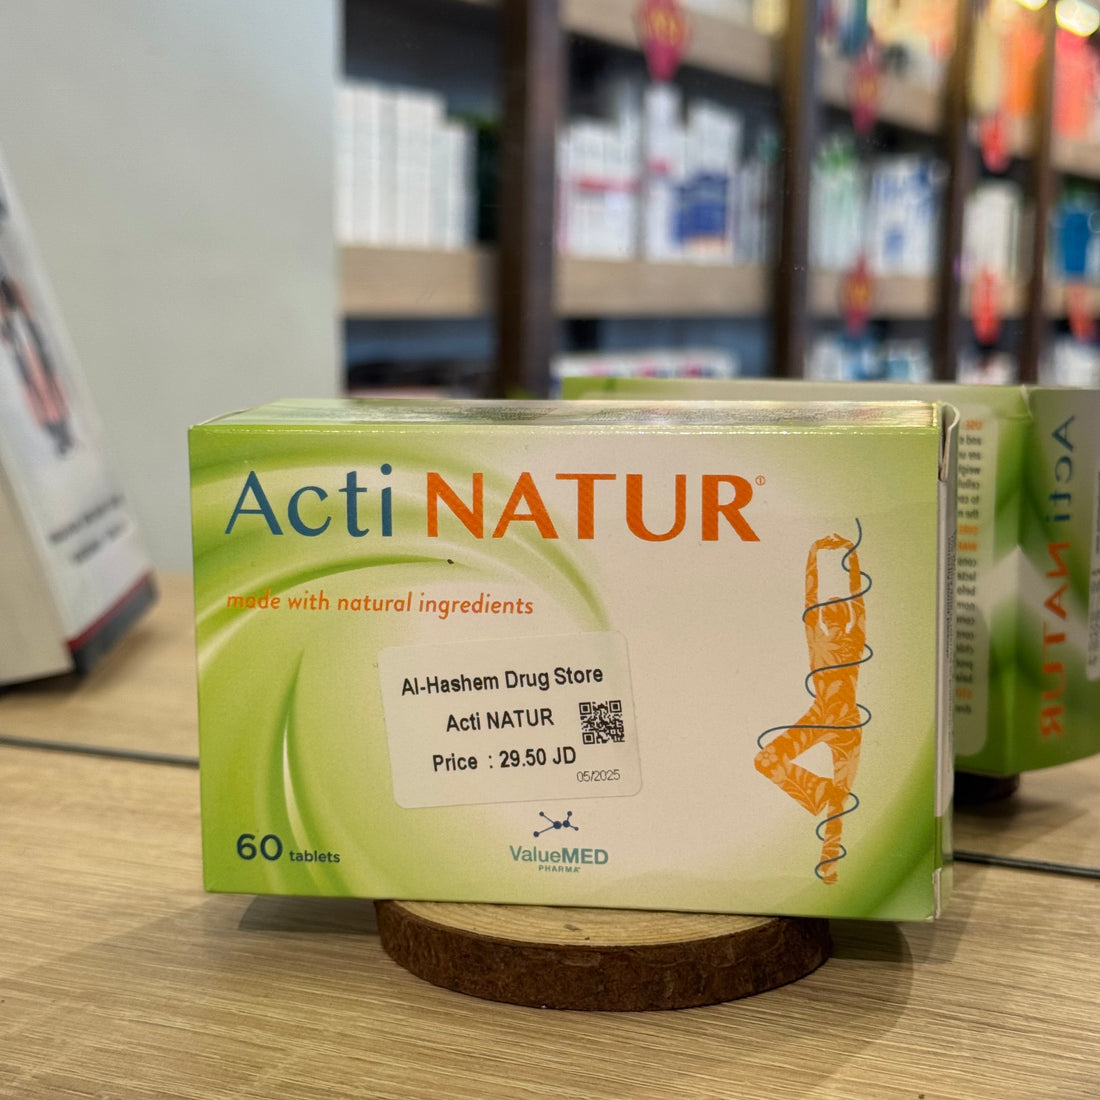 Acti NATUR
made with natural ingredients
Al-Hashem Drug Store
Acti NATUR
Price : 29.50 JD
05/2025
60 tablets
ValueMED
PHARMA
Acti NATUR